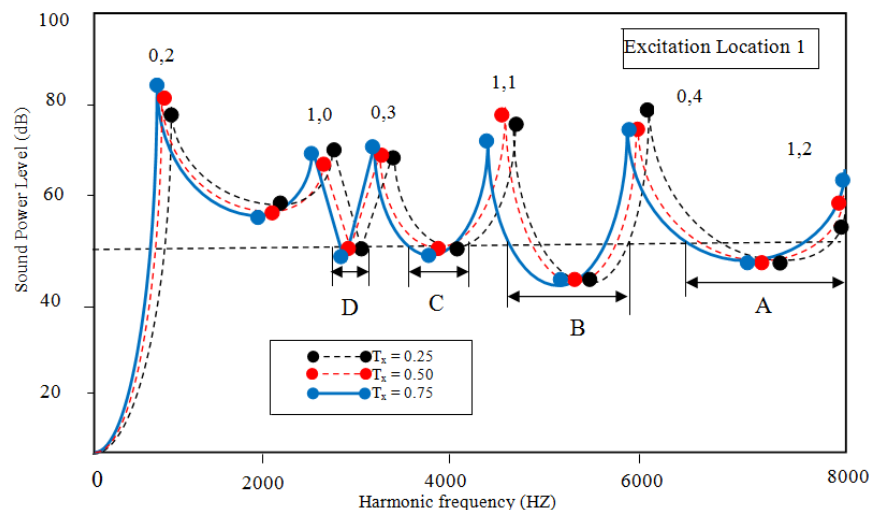 100
80
60
40
20
Sound Power Level (dB)
Excitation Location 1
0,2
1,0
0,3
1,1
0,4
1,2
D
C
B
A
Tx = 0.25
Tx = 0.50
Tx = 0.75
0
2000
4000
6000
8000
Harmonic frequency (HZ)